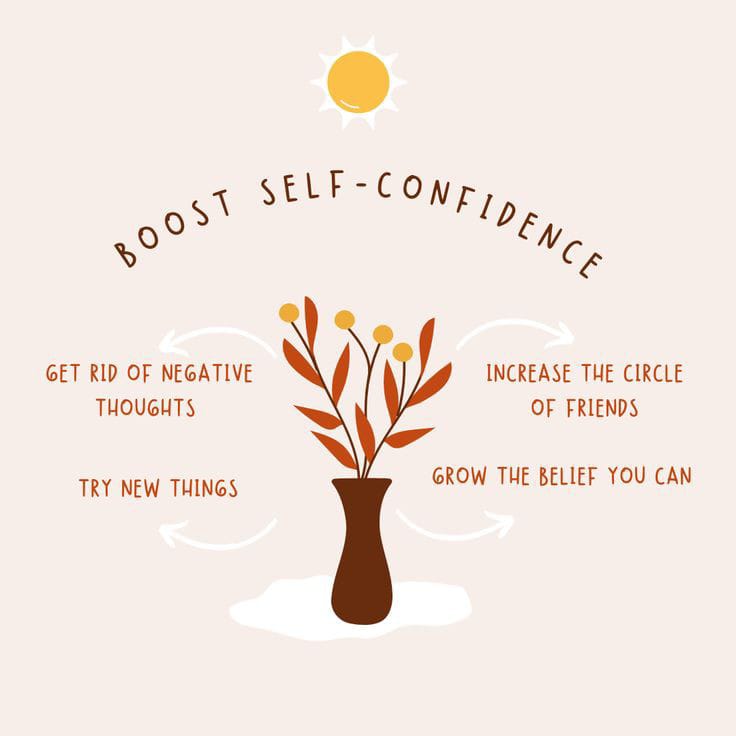 BOOST SELF-CONFIDENCE
GET RID OF NEGATIVE
THOUGHTS
INCREASE THE CIRCLE
OF FRIENDS
TRY NEW THINGS
GROW THE BELIEF YOU CAN